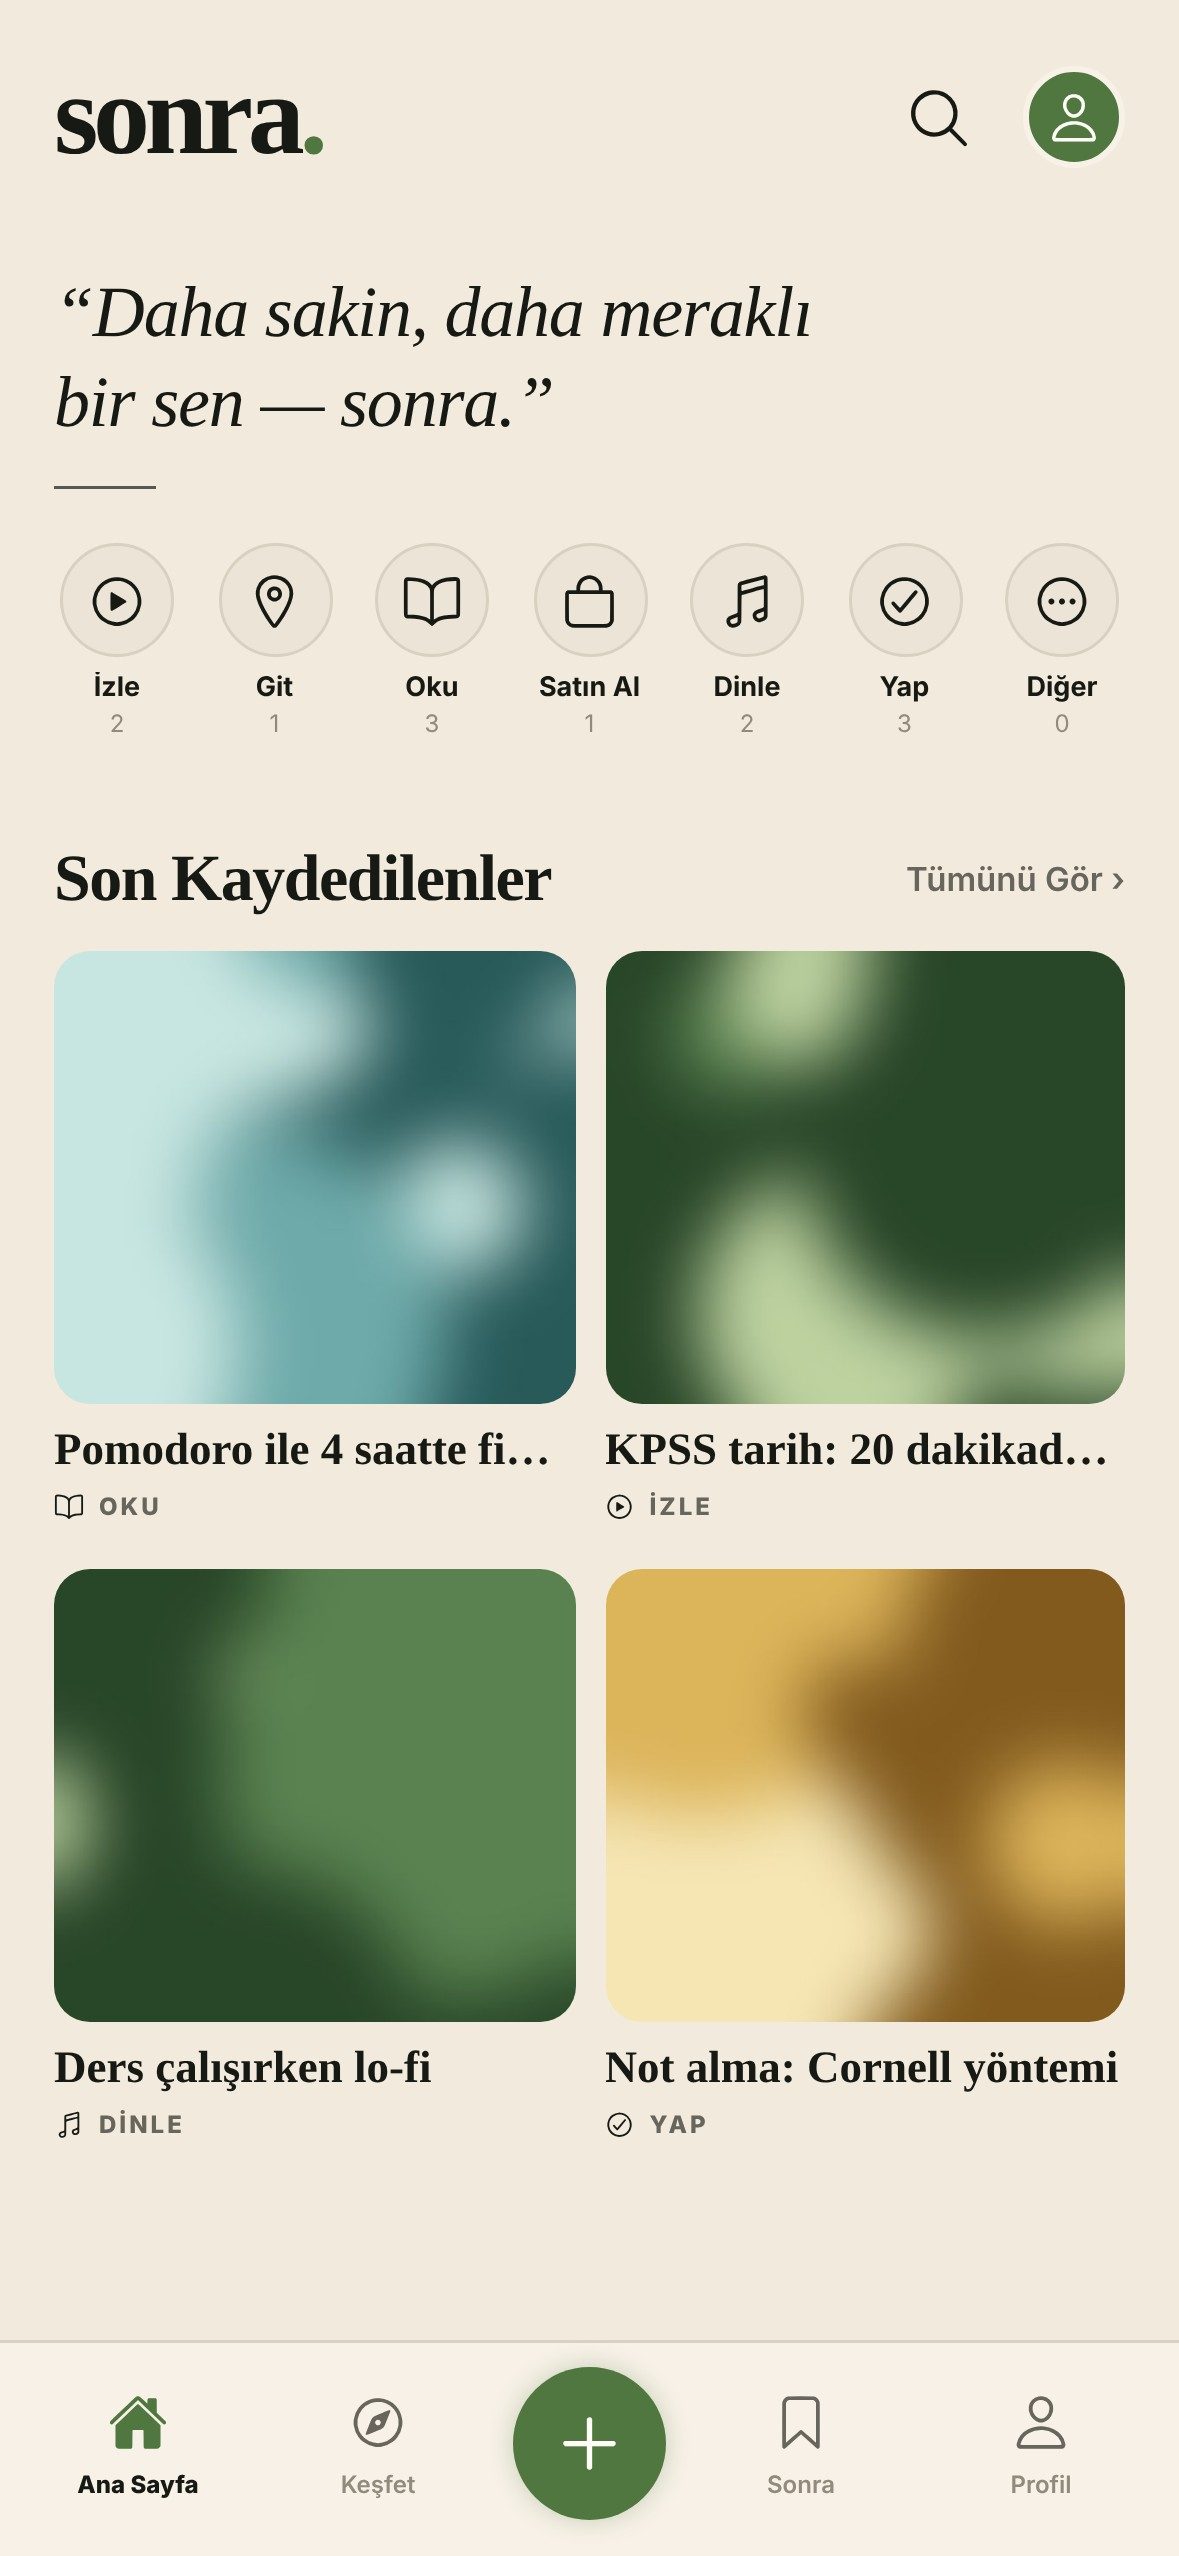 sonra.
“Daha sakin, daha meraklı
bir sen — sonra.”
İzle
2
Git
1
Oku
3
Satın Al
1
Dinle
2
Yap
3
Diğer
0
Son Kaydedilenler
Tümünü Gör ›
Pomodoro ile 4 saatte fi…
OKU
KPSS tarih: 20 dakikad…
İZLE
Ders çalışırken lo-fi
DİNLE
Not alma: Cornell yöntemi
YAP
Ana Sayfa
Keşfet
Sonra
Profil